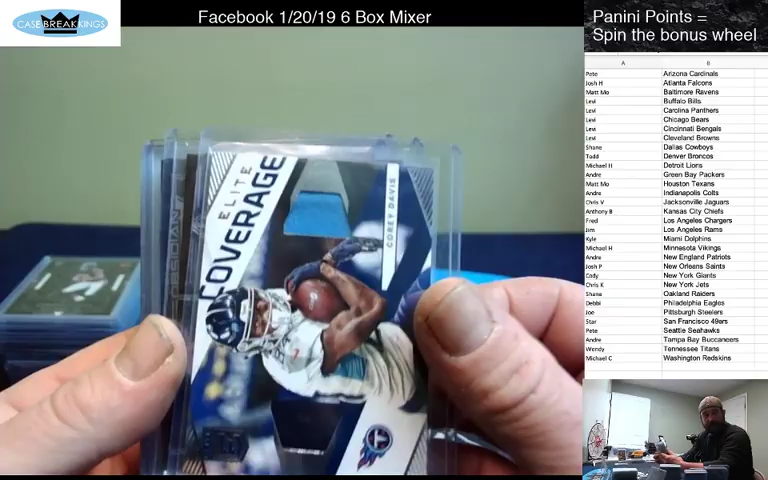 CASE BREAK KINGS
Facebook 1/20/19 6 Box Mixer
Panini Points =
Spin the bonus wheel
A B
Pete Arizona Cardinals
Josh H Atlanta Falcons
Matt Mo Baltimore Ravens
Levi Buffalo Bills
Levi Carolina Panthers
Levi Chicago Bears
Levi Cincinnati Bengals
Levi Cleveland Browns
Shane Dallas Cowboys
Todd Denver Broncos
Michael H Detroit Lions
Andre Green Bay Packers
Matt Mo Houston Texans
Andre Indianapolis Colts
Chris V Jacksonville Jaguars
Anthony B Kansas City Chiefs
Fred Los Angeles Chargers
Jim Los Angeles Rams
Kyle Miami Dolphins
Michael H Minnesota Vikings
Andre New England Patriots
Josh P New Orleans Saints
Cody New York Giants
Chris K New York Jets
Shane Oakland Raiders
Debbi Philadelphia Eagles
Joe Pittsburgh Steelers
Star San Francisco 49ers
Pete Seattle Seahawks
Andre Tampa Bay Buccaneers
Wendy Tennessee Titans
Michael C Washington Redskins
ELITE
COVERAGE
COREY DAVIS
OBSIDIAN